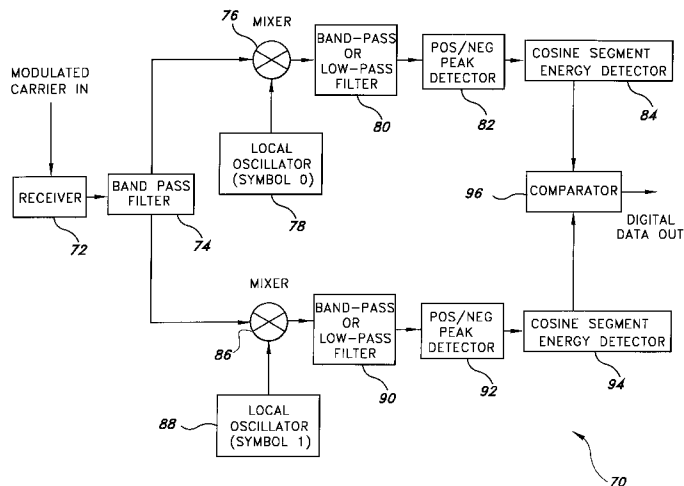 MIXER
76
BAND-PASS
OR
LOW-PASS
FILTER
80
POS/NEG
PEAK
DETECTOR
82
COSINE SEGMENT
ENERGY DETECTOR
84
MODULATED
CARRIER IN
LOCAL
OSCILLATOR
(SYMBOL 0)
78
RECEIVER
72
BAND PASS
FILTER
74
96
COMPARATOR
DIGITAL
DATA OUT
MIXER
86
BAND-PASS
OR
LOW-PASS
FILTER
90
POS/NEG
PEAK
DETECTOR
92
COSINE SEGMENT
ENERGY DETECTOR
94
88
LOCAL
OSCILLATOR
(SYMBOL 1)
70